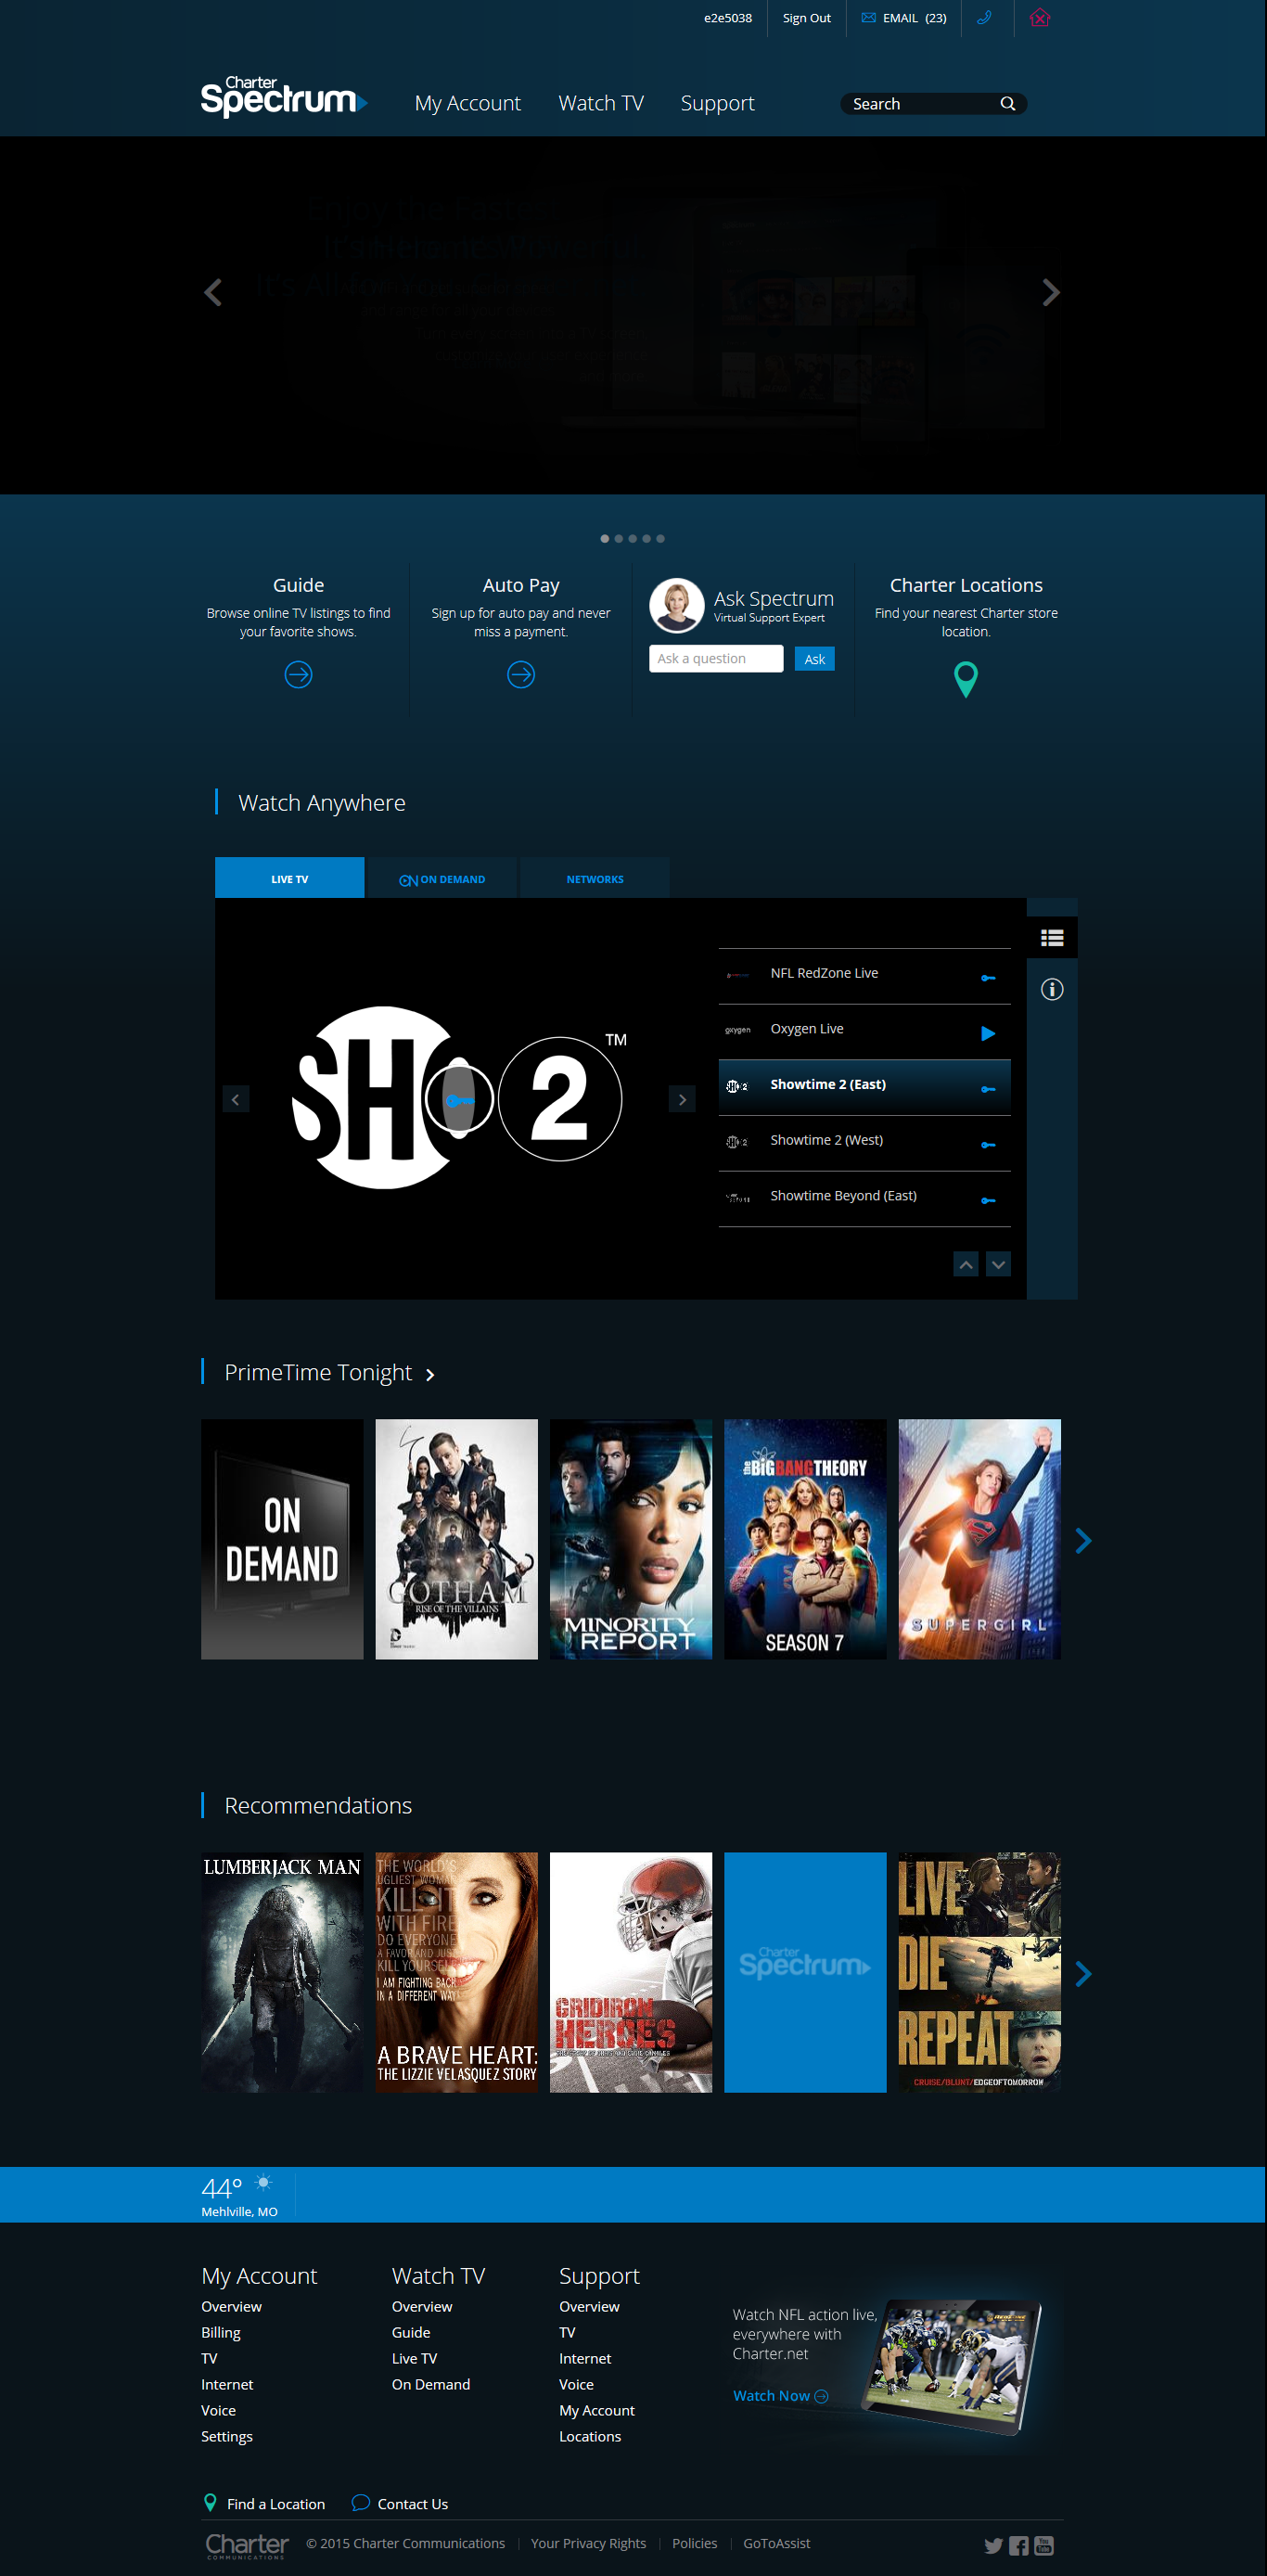 e2e5038
Sign Out
EMAIL (23)
Charter
Spectrum
My Account
Watch TV
Support
Search
Enjoy the
Guide
Browse online TV listings to find
your favorite shows.
Auto Pay
Sign up for auto pay and never
miss a payment.
Ask Spectrum
Virtual Support Expert
Ask a question
Ask
Charter Locations
Find your nearest Charter store
location.
Watch Anywhere
LIVE TV
ON DEMAND
NETWORKS
SHO 2 TM
NFL RedZone Live
oxygen
Oxygen Live
SHO 2
Showtime 2 (East)
SHO 2
Showtime 2 (West)
Showtime Beyond (East)
PrimeTime Tonight
ON
DEMAND
GOTHAM
RISE OF THE VILLAINS
MINORITY
REPORT
the BIG BANG THEORY
SEASON 7
SUPERGIRL
Recommendations
LUMBERJACK MAN
THE WORLD'S
UGLIEST WOMAN
KILL IT
WITH FIRE
DO EVERYONE
A FAVOR AND JUST
KILL YOURSELF
I AM FIGHTING BACK
IN A DIFFERENT WAY
A BRAVE HEART:
THE LIZZIE VELASQUEZ STORY
GRIDIRON
HEROES
Charter
Spectrum
LIVE
DIE
REPEAT
CRUISE/BLUNT/EDGEOFTOMORROW
44°
Mehlville, MO
My Account
Overview
Billing
TV
Internet
Voice
Settings
Watch TV
Overview
Guide
Live TV
On Demand
Support
Overview
TV
Internet
Voice
My Account
Locations
Watch NFL action live,
everywhere with
Charter.net
Watch Now
Find a Location
Contact Us
Charter
COMMUNICATIONS
© 2015 Charter Communications
Your Privacy Rights
Policies
GoToAssist
You
Tube